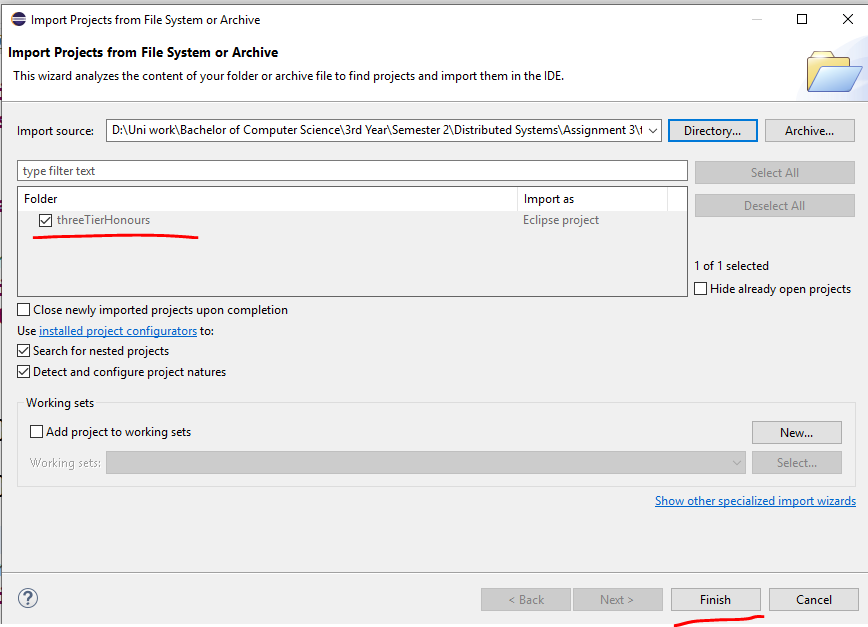 Import Projects from File System or Archive
Import Projects from File System or Archive
This wizard analyzes the content of your folder or archive file to find projects and import them in the IDE.
Import source: D:\Uni work\Bachelor of Computer Science\3rd Year\Semester 2\Distributed Systems\Assignment 3\t Directory... Archive...
type filter text Select All
Folder Import as Deselect All
threeTierHonours Eclipse project
1 of 1 selected
Hide already open projects
Close newly imported projects upon completion
Use installed project configurators to:
Search for nested projects
Detect and configure project natures
Working sets
Add project to working sets New...
Working sets: Select...
Show other specialized import wizards
? < Back Next > Finish Cancel